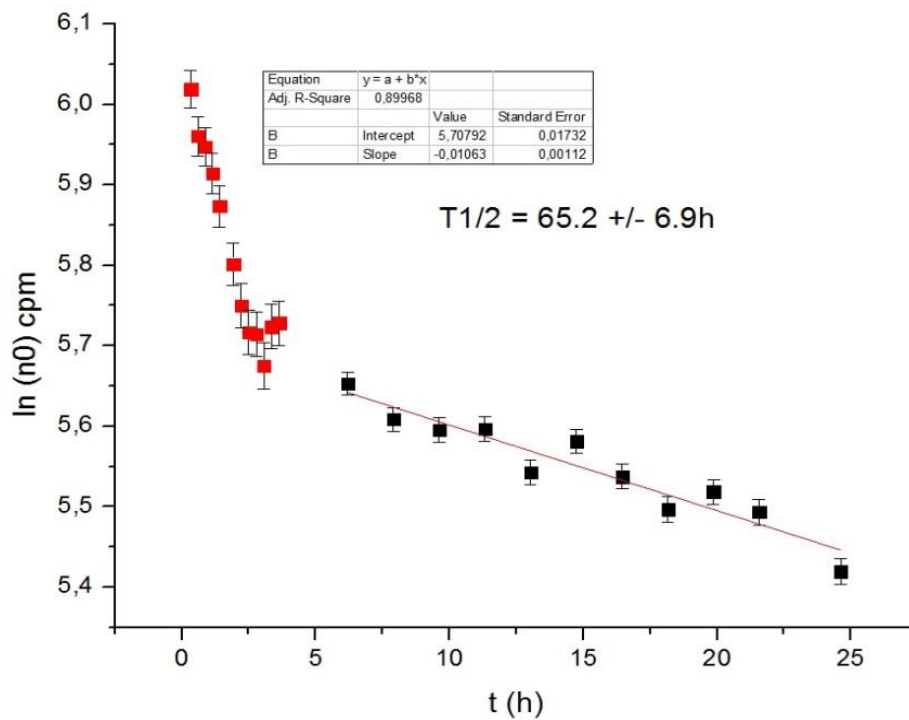 6,1
6,0
5,9
5,8
5,7
5,6
5,5
5,4
ln (n0) cpm
Equation y = a + b*x
Adj. R-Square 0,89968
Value Standard Error
B Intercept 5,70792 0,01732
B Slope -0,01063 0,00112
T1/2 = 65.2 +/- 6.9h
0 5 10 15 20 25
t (h)